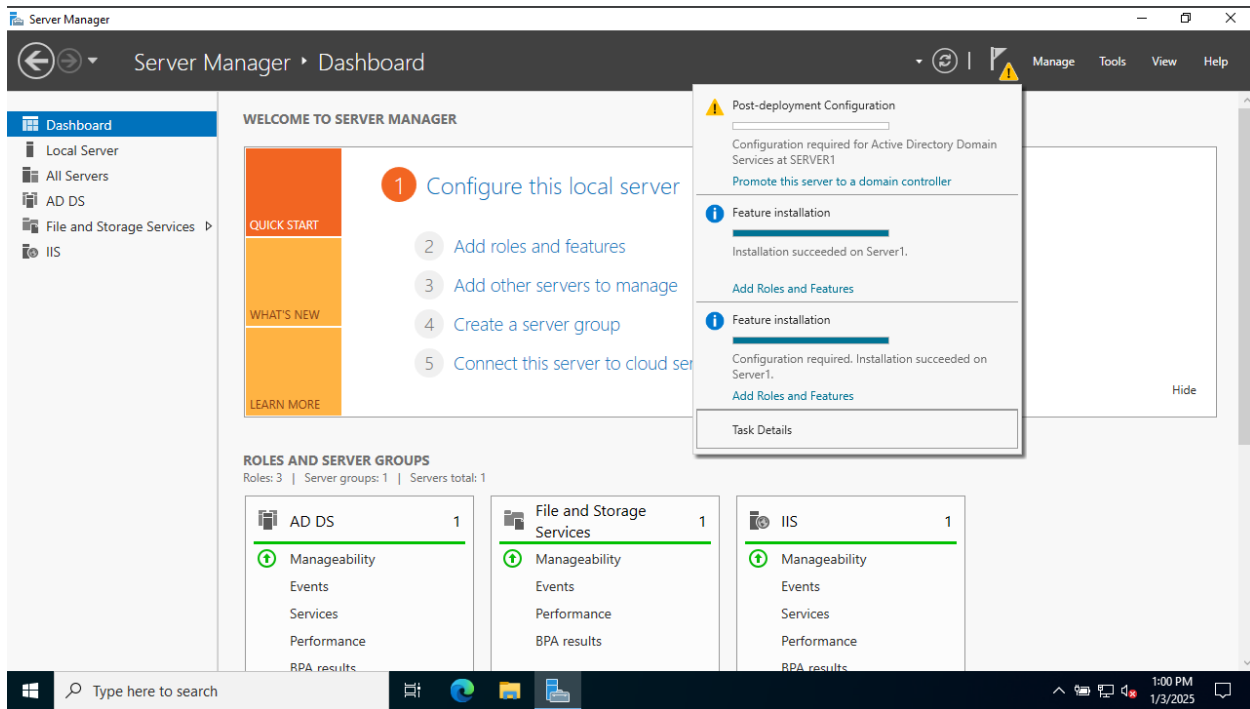 Server Manager
Server Manager • Dashboard
Manage Tools View Help
Dashboard
Local Server
All Servers
AD DS
File and Storage Services
IIS
WELCOME TO SERVER MANAGER
QUICK START
WHAT'S NEW
LEARN MORE
1 Configure this local server
2 Add roles and features
3 Add other servers to manage
4 Create a server group
5 Connect this server to cloud ser
Post-deployment Configuration
Configuration required for Active Directory Domain
Services at SERVER1
Promote this server to a domain controller
Feature installation
Installation succeeded on Server1.
Add Roles and Features
Feature installation
Configuration required. Installation succeeded on
Server1.
Add Roles and Features
Task Details
Hide
ROLES AND SERVER GROUPS
Roles: 3 | Server groups: 1 | Servers total: 1
AD DS 1
Manageability
Events
Services
Performance
BPA results
File and Storage
Services 1
Manageability
Events
Performance
BPA results
IIS 1
Manageability
Events
Services
Performance
BPA results
Type here to search
1:00 PM
1/3/2025